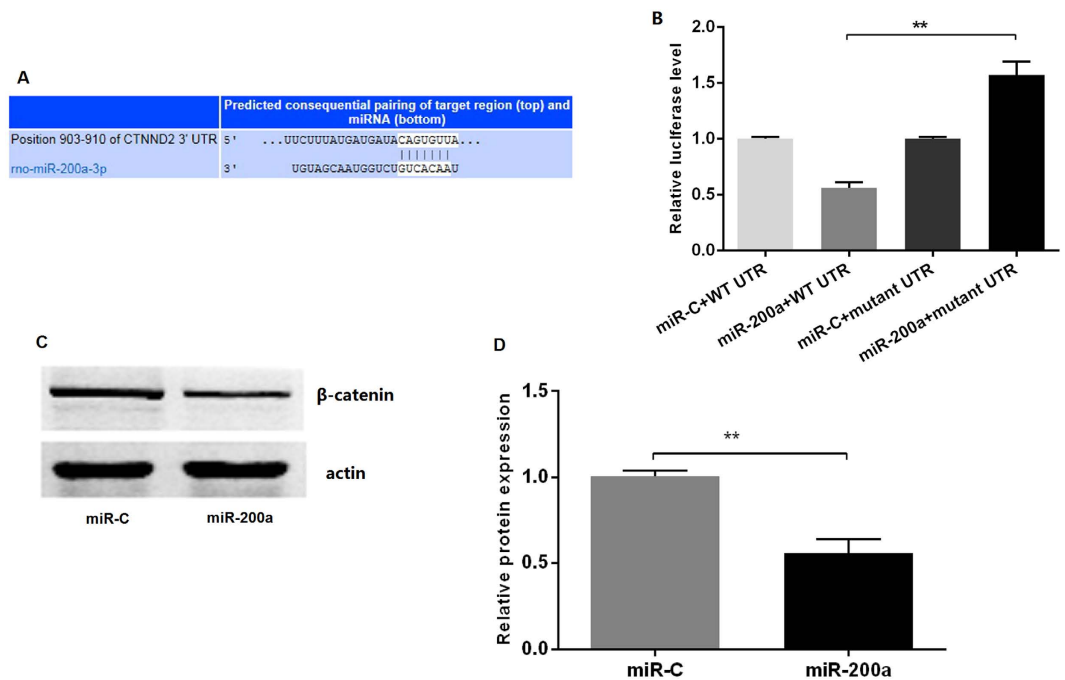 A
Predicted consequential pairing of target region (top) and
miRNA (bottom)
Position 903-910 of CTNND2 3' UTR 5' ...UUCUUUAUGAUGAUACAGUGUUA...
rno-miR-200a-3p 3' UGUAGCAAUGGUCUGUCACAAU
B
**
Relative luciferase level
2.0
1.5
1.0
0.5
0.0
miR-C+WT UTR
miR-200a+WT UTR
miR-C+mutant UTR
miR-200a+mutant UTR
C
β-catenin
actin
miR-C miR-200a
D
**
Relative protein expression
1.5
1.0
0.5
0.0
miR-C miR-200a